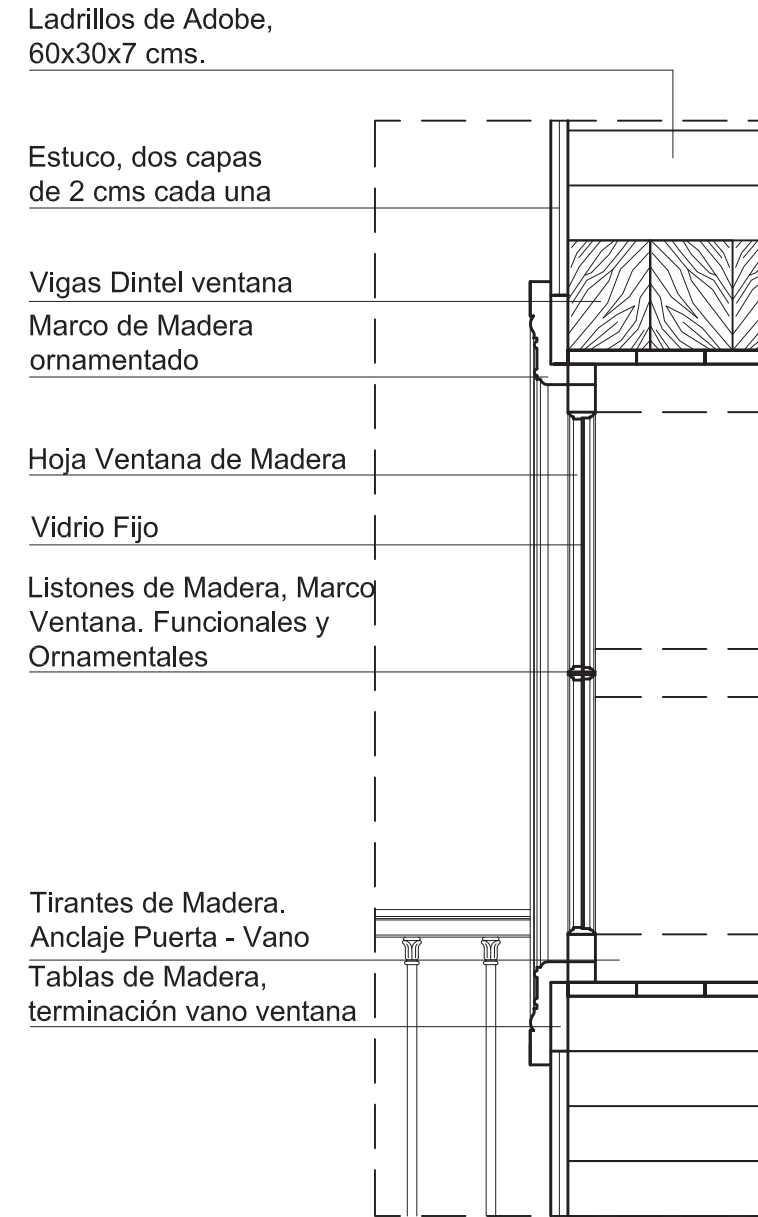 Ladrillos de Adobe,
60x30x7 cms.
Estuco, dos capas
de 2 cms cada una
Vigas Dintel ventana
Marco de Madera
ornamentado
Hoja Ventana de Madera
Vidrio Fijo
Listones de Madera, Marco
Ventana. Funcionales y
Ornamentales
Tirantes de Madera.
Anclaje Puerta - Vano
Tablas de Madera,
terminación vano ventana